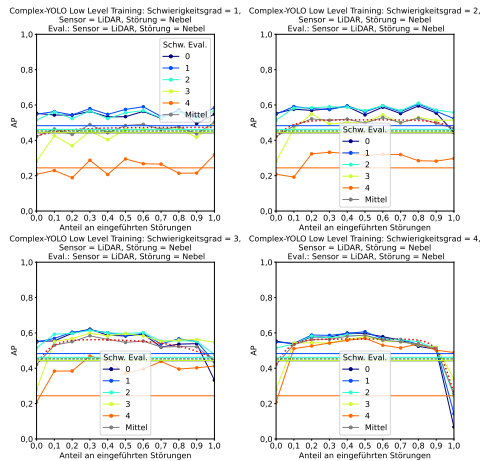 Complex-YOLO Low Level Training: Schwierigkeitsgrad = 1,
Sensor = LiDAR, Störung = Nebel
Eval.: Sensor = LiDAR, Störung = Nebel
1,0
0,8
0,6
0,4
0,2
0,0
AP
Schw. Eval.
0
1
2
3
4
Mittel
0,0 0,1 0,2 0,3 0,4 0,5 0,6 0,7 0,8 0,9 1,0
Anteil an eingeführten Störungen
Complex-YOLO Low Level Training: Schwierigkeitsgrad = 2,
Sensor = LiDAR, Störung = Nebel
Eval.: Sensor = LiDAR, Störung = Nebel
1,0
0,8
0,6
0,4
0,2
0,0
AP
Schw. Eval.
0
1
2
3
4
Mittel
0,0 0,1 0,2 0,3 0,4 0,5 0,6 0,7 0,8 0,9 1,0
Anteil an eingeführten Störungen
Complex-YOLO Low Level Training: Schwierigkeitsgrad = 3,
Sensor = LiDAR, Störung = Nebel
Eval.: Sensor = LiDAR, Störung = Nebel
1,0
0,8
0,6
0,4
0,2
0,0
AP
Schw. Eval.
0
1
2
3
4
Mittel
0,0 0,1 0,2 0,3 0,4 0,5 0,6 0,7 0,8 0,9 1,0
Anteil an eingeführten Störungen
Complex-YOLO Low Level Training: Schwierigkeitsgrad = 4,
Sensor = LiDAR, Störung = Nebel
Eval.: Sensor = LiDAR, Störung = Nebel
1,0
0,8
0,6
0,4
0,2
0,0
AP
Schw. Eval.
0
1
2
3
4
Mittel
0,0 0,1 0,2 0,3 0,4 0,5 0,6 0,7 0,8 0,9 1,0
Anteil an eingeführten Störungen